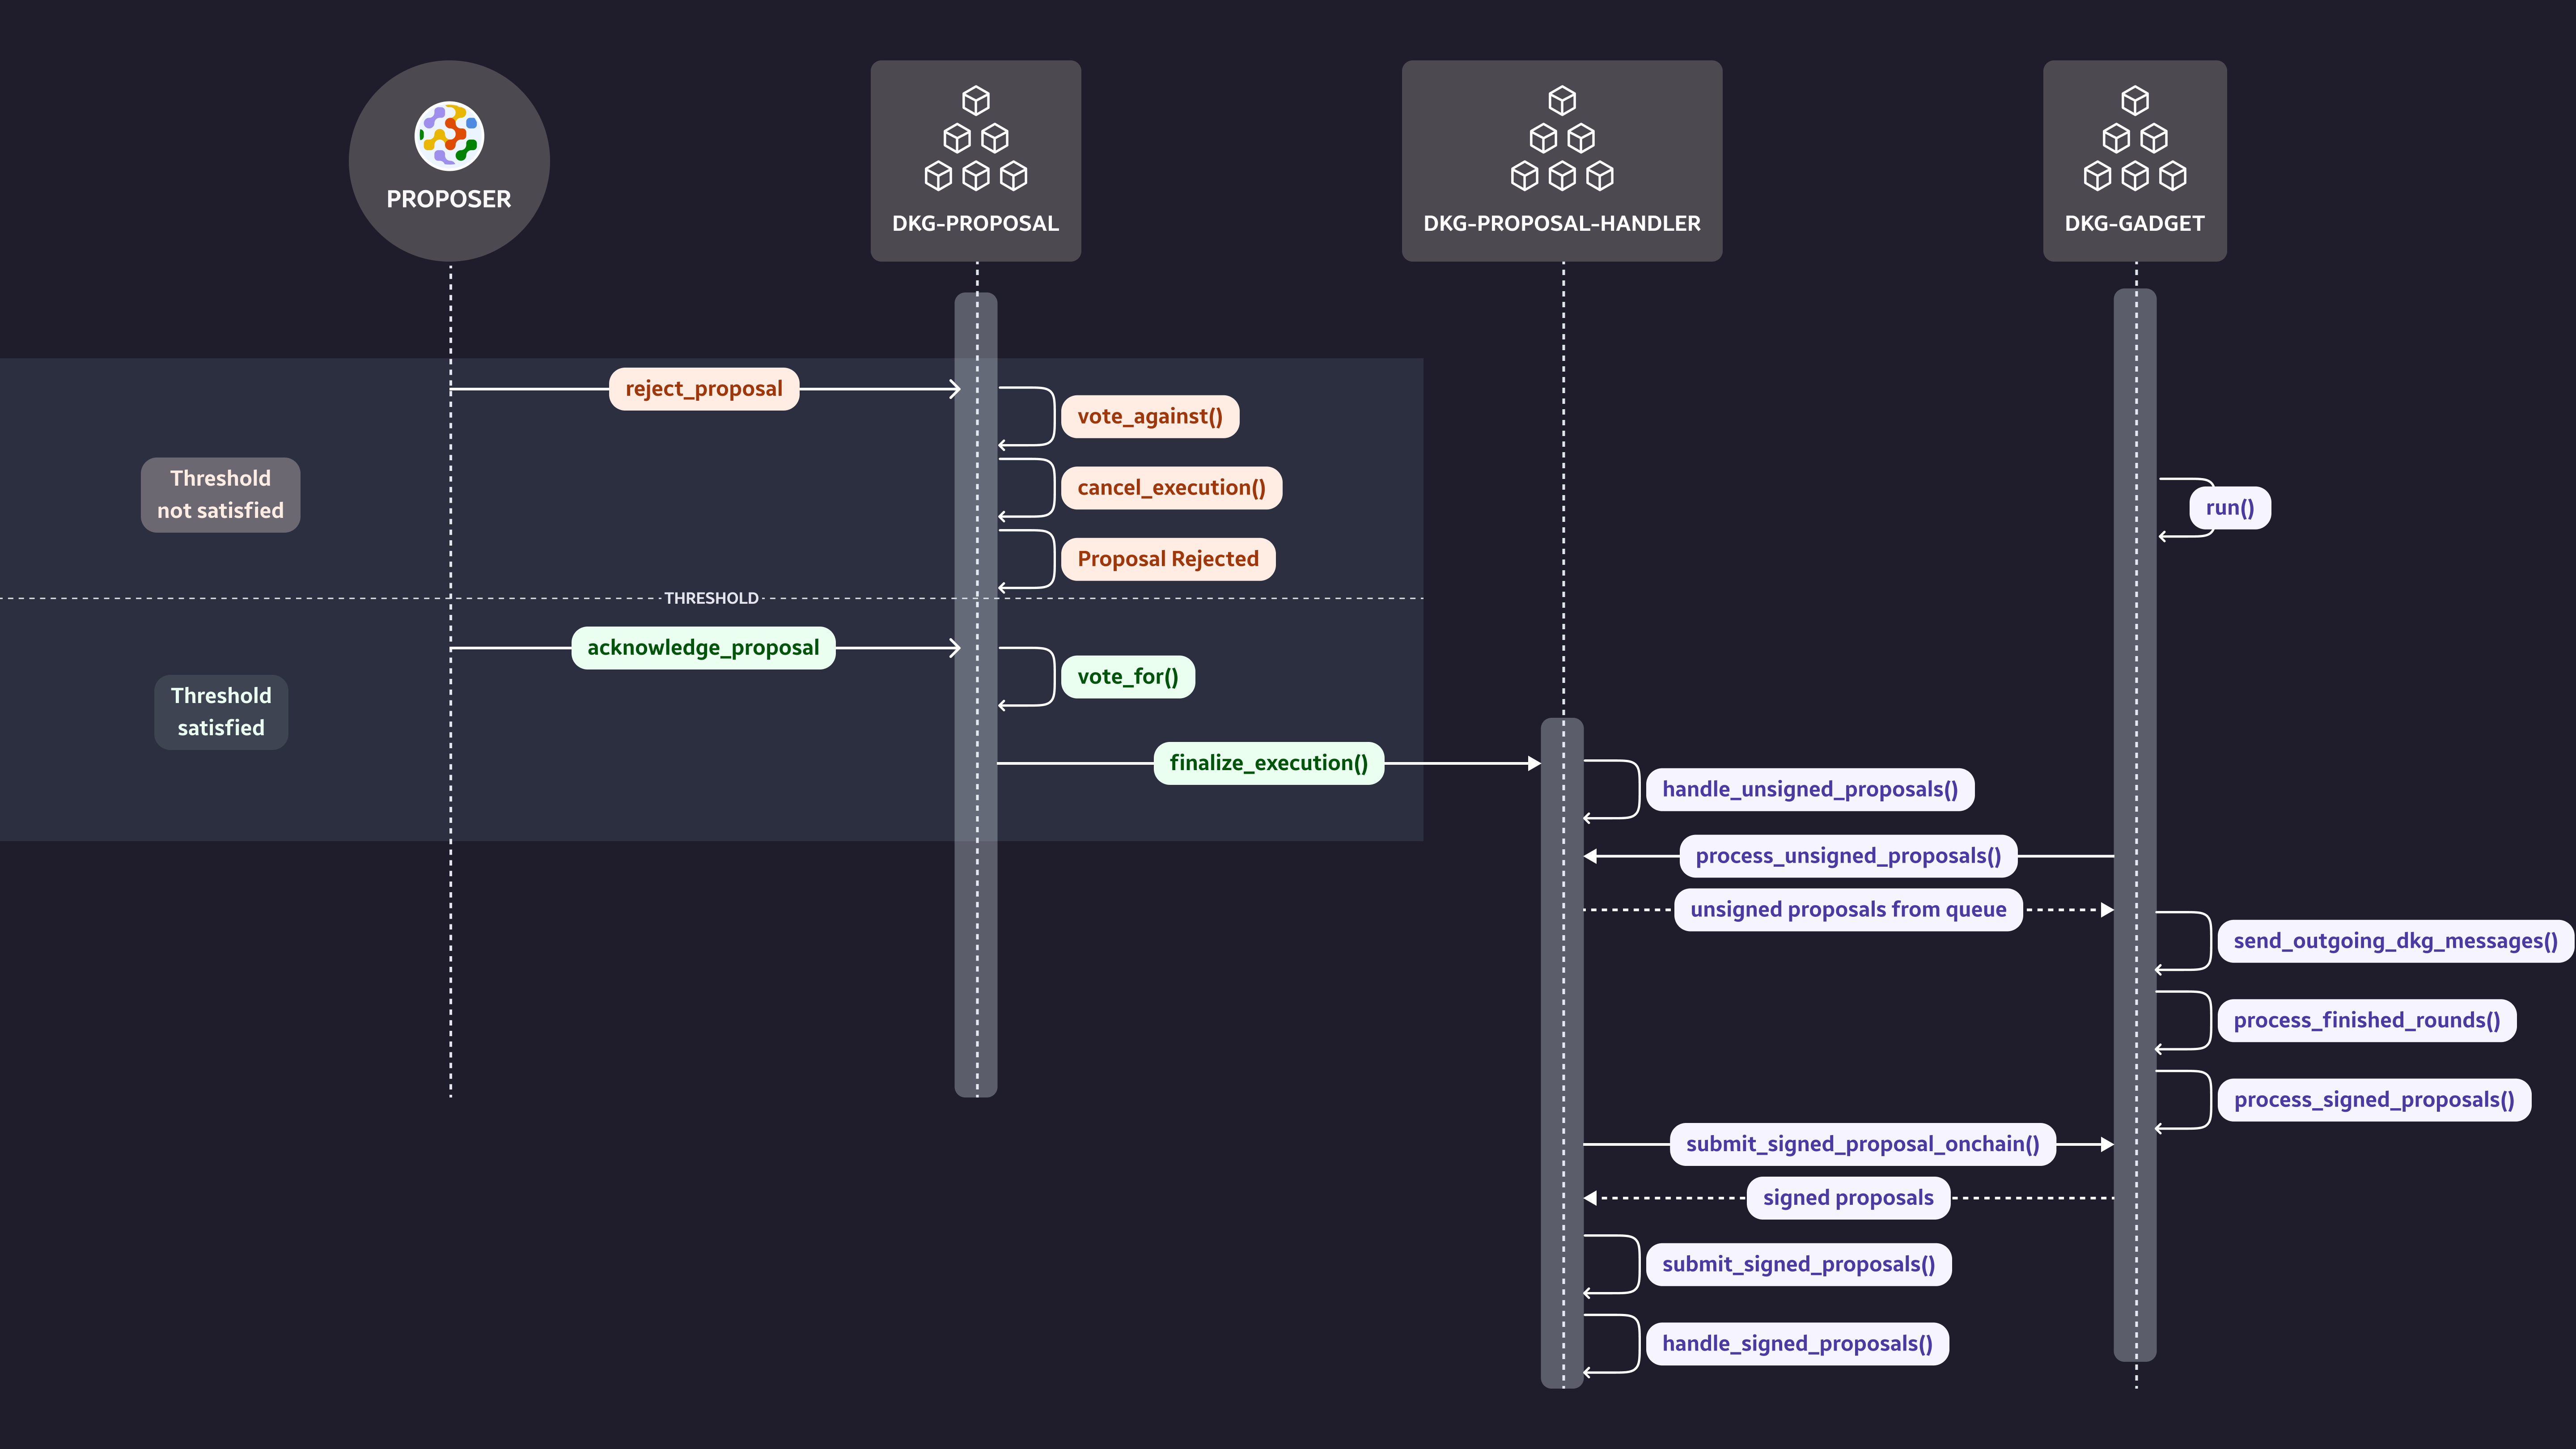 PROPOSER
DKG-PROPOSAL
DKG-PROPOSAL-HANDLER
DKG-GADGET
reject_proposal
vote_against()
Threshold
not satisfied
cancel_execution()
run()
Proposal Rejected
THRESHOLD
acknowledge_proposal
vote_for()
Threshold
satisfied
finalize_execution()
handle_unsigned_proposals()
process_unsigned_proposals()
unsigned proposals from queue
send_outgoing_dkg_messages()
process_finished_rounds()
process_signed_proposals()
submit_signed_proposal_onchain()
signed proposals
submit_signed_proposals()
handle_signed_proposals()